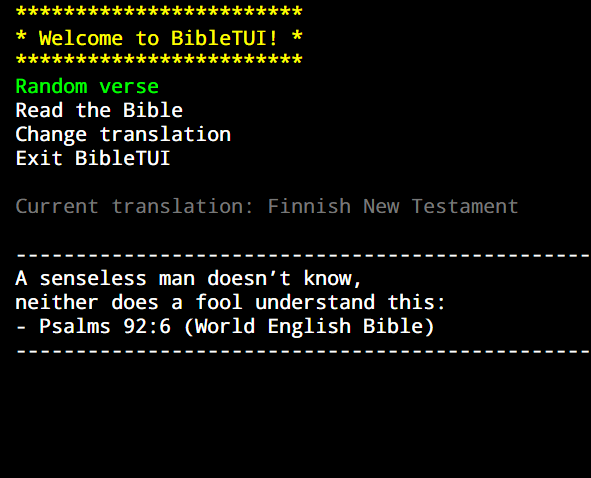 ************************
* Welcome to BibleTUI! *
************************
Random verse
Read the Bible
Change translation
Exit BibleTUI
Current translation: Finnish New Testament
------------------------------------------------
A senseless man doesn’t know,
neither does a fool understand this:
- Psalms 92:6 (World English Bible)
------------------------------------------------